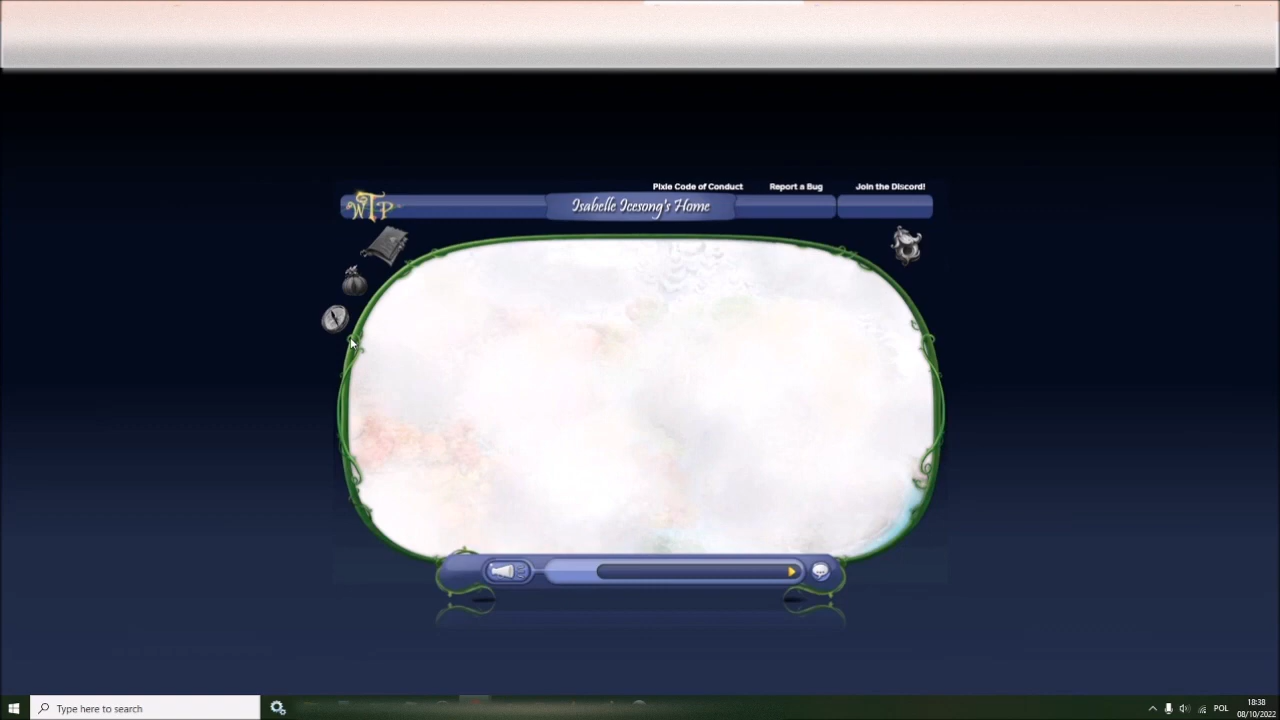 Pixie Code of Conduct Report a Bug Join the Discord!
WTP
Isabelle Icesong's Home
Type here to search
POL
18:38
08/10/2022